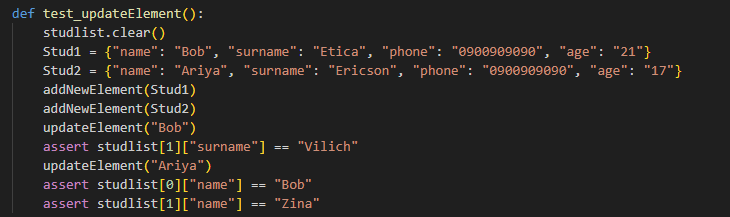 def test_updateElement():
    studlist.clear()
    Stud1 = {"name": "Bob", "surname": "Etica", "phone": "0900909090", "age": "21"}
    Stud2 = {"name": "Ariya", "surname": "Ericson", "phone": "0900909090", "age": "17"}
    addNewElement(Stud1)
    addNewElement(Stud2)
    updateElement("Bob")
    assert studlist[1]["surname"] == "Vilich"
    updateElement("Ariya")
    assert studlist[0]["name"] == "Bob"
    assert studlist[1]["name"] == "Zina"